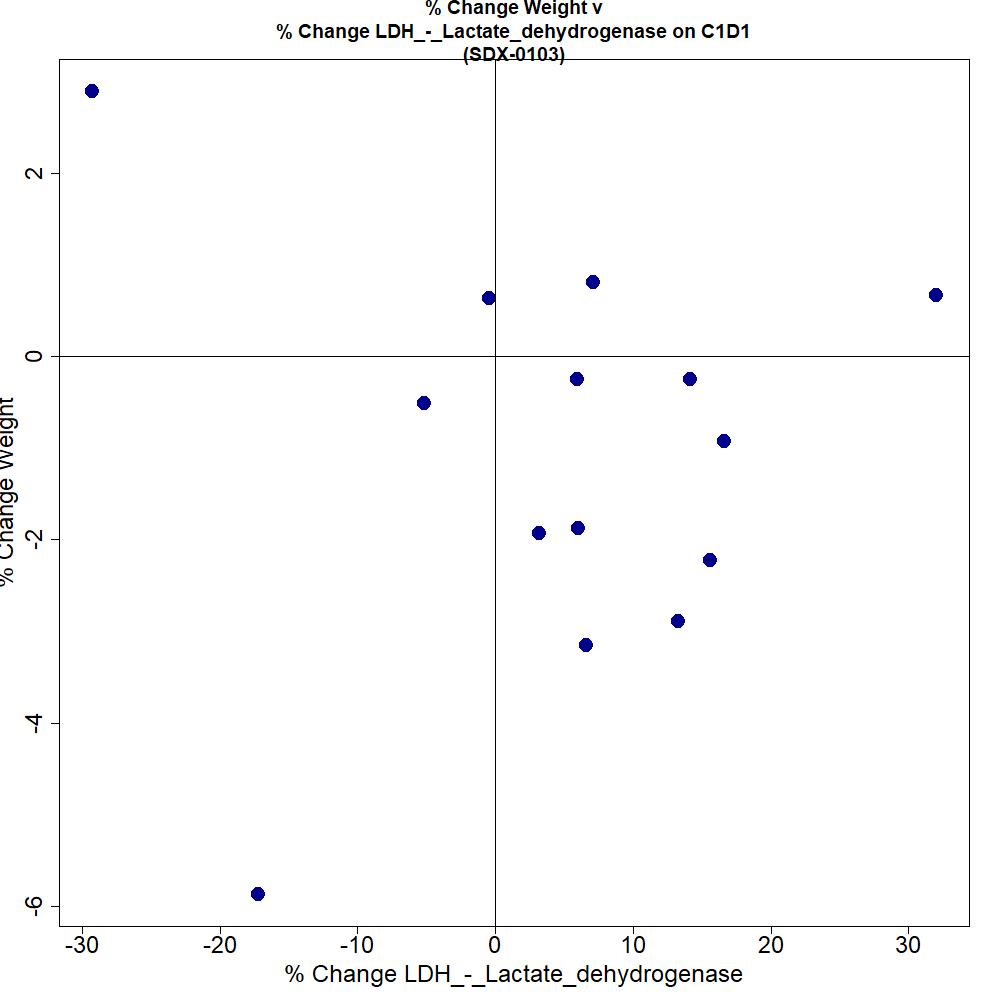 % Change Weight v
% Change LDH_-_Lactate_dehydrogenase on C1D1
(SDX-0103)
% Change Weight
2
0
-2
-4
-6
-30
-20
-10
0
10
20
30
% Change LDH_-_Lactate_dehydrogenase